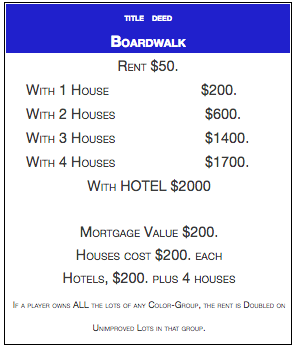 TITLE DEED
BOARDWALK
RENT $50.
WITH 1 HOUSE $200.
WITH 2 HOUSES $600.
WITH 3 HOUSES $1400.
WITH 4 HOUSES $1700.
WITH HOTEL $2000
MORTGAGE VALUE $200.
HOUSES COST $200. EACH
HOTELS, $200. PLUS 4 HOUSES
IF A PLAYER OWNS ALL THE LOTS OF ANY COLOR-GROUP, THE RENT IS DOUBLED ON
UNIMPROVED LOTS IN THAT GROUP.